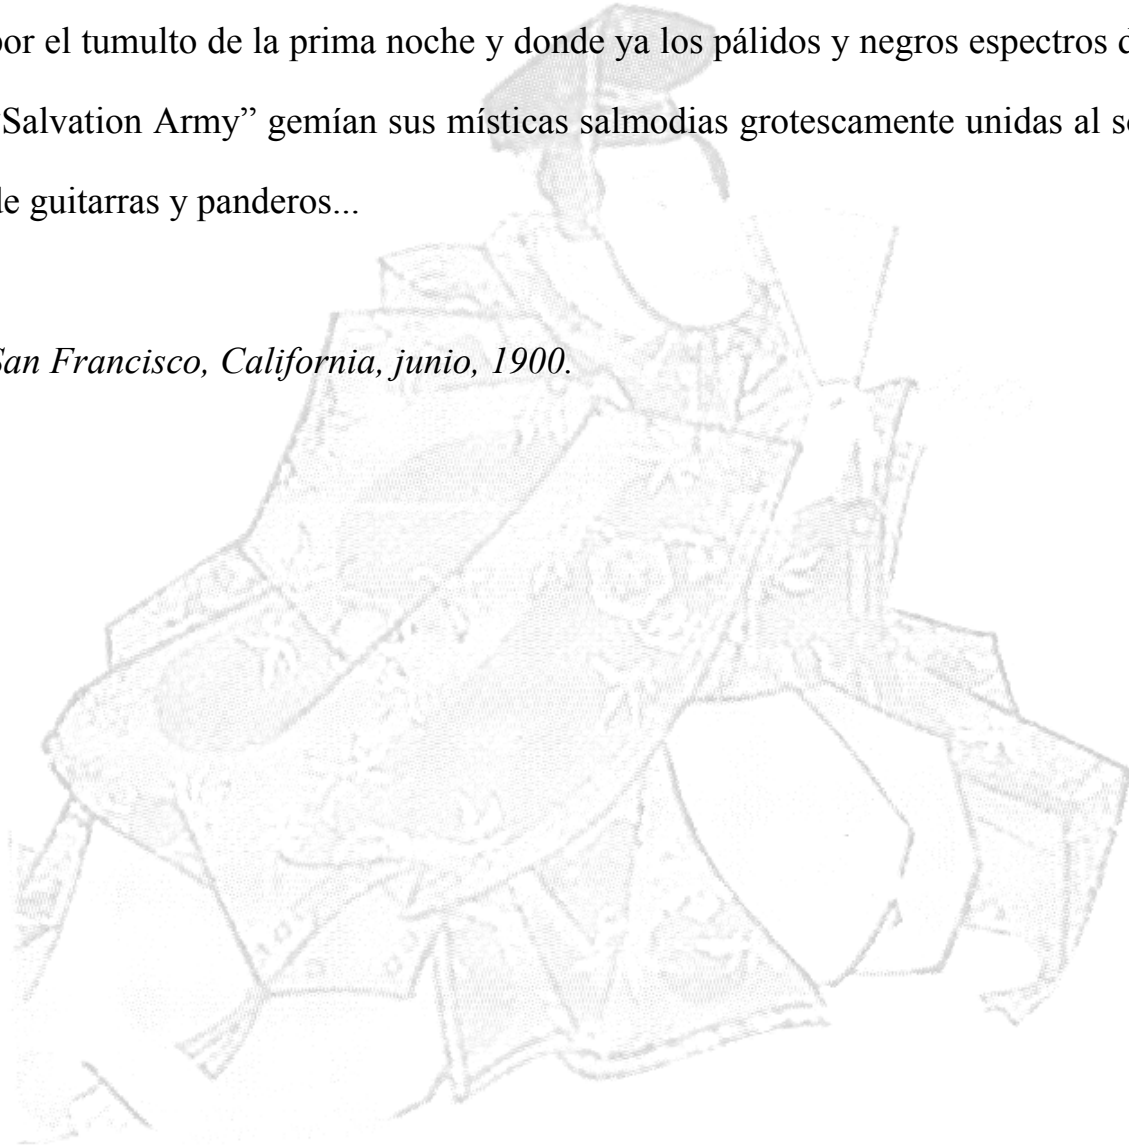 por el tumulto de la prima noche y donde ya los pálidos y negros espectros d
Salvation Army” gemían sus místicas salmodias grotescamente unidas al s
de guitarras y panderos...
San Francisco, California, junio, 1900.